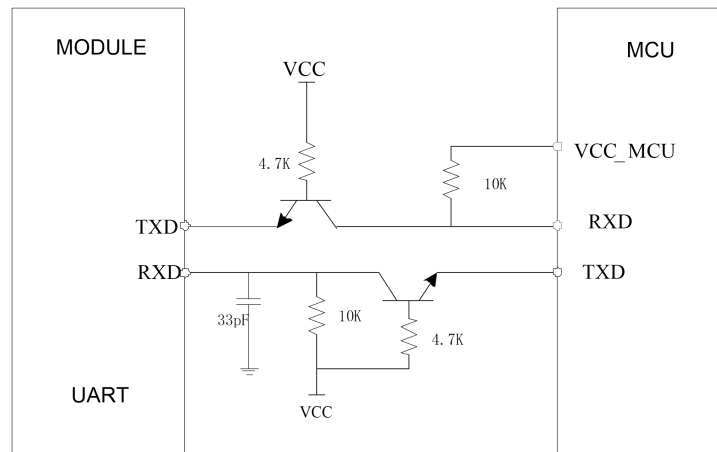 MODULE
MCU
VCC
4.7K
VCC_MCU
10K
TXD
RXD
RXD
TXD
33pF
10K
4.7K
UART
VCC